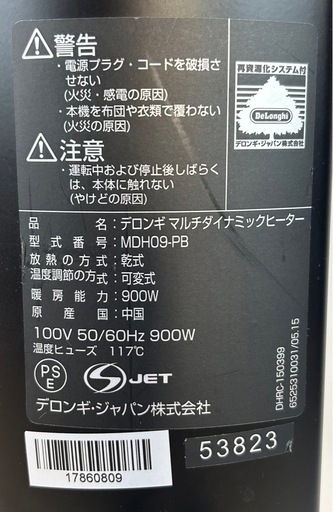 警告
・電源プラグ・コードを破損さ
せない
(火災・感電の原因)
・本機を布団や衣類で覆わない
(火災の原因)
注意
・運転中および停止後しばらく
は、本体に触れない
(やけどの原因)
再資源化システム付
DeLonghi
デロンギ・ジャパン株式会社
品名:デロンギ マルチダイナミックヒーター
型式番号:MDH09-PB
放熱の方式:乾式
温度調節の方式:可変式
暖房能力:900W
原産国:中国
100V 50/60Hz 900W
温度ヒューズ 117℃
PS
E
S JET
デロンギ・ジャパン株式会社
DHRC-150399
6525310031/05.15
17860809
53823